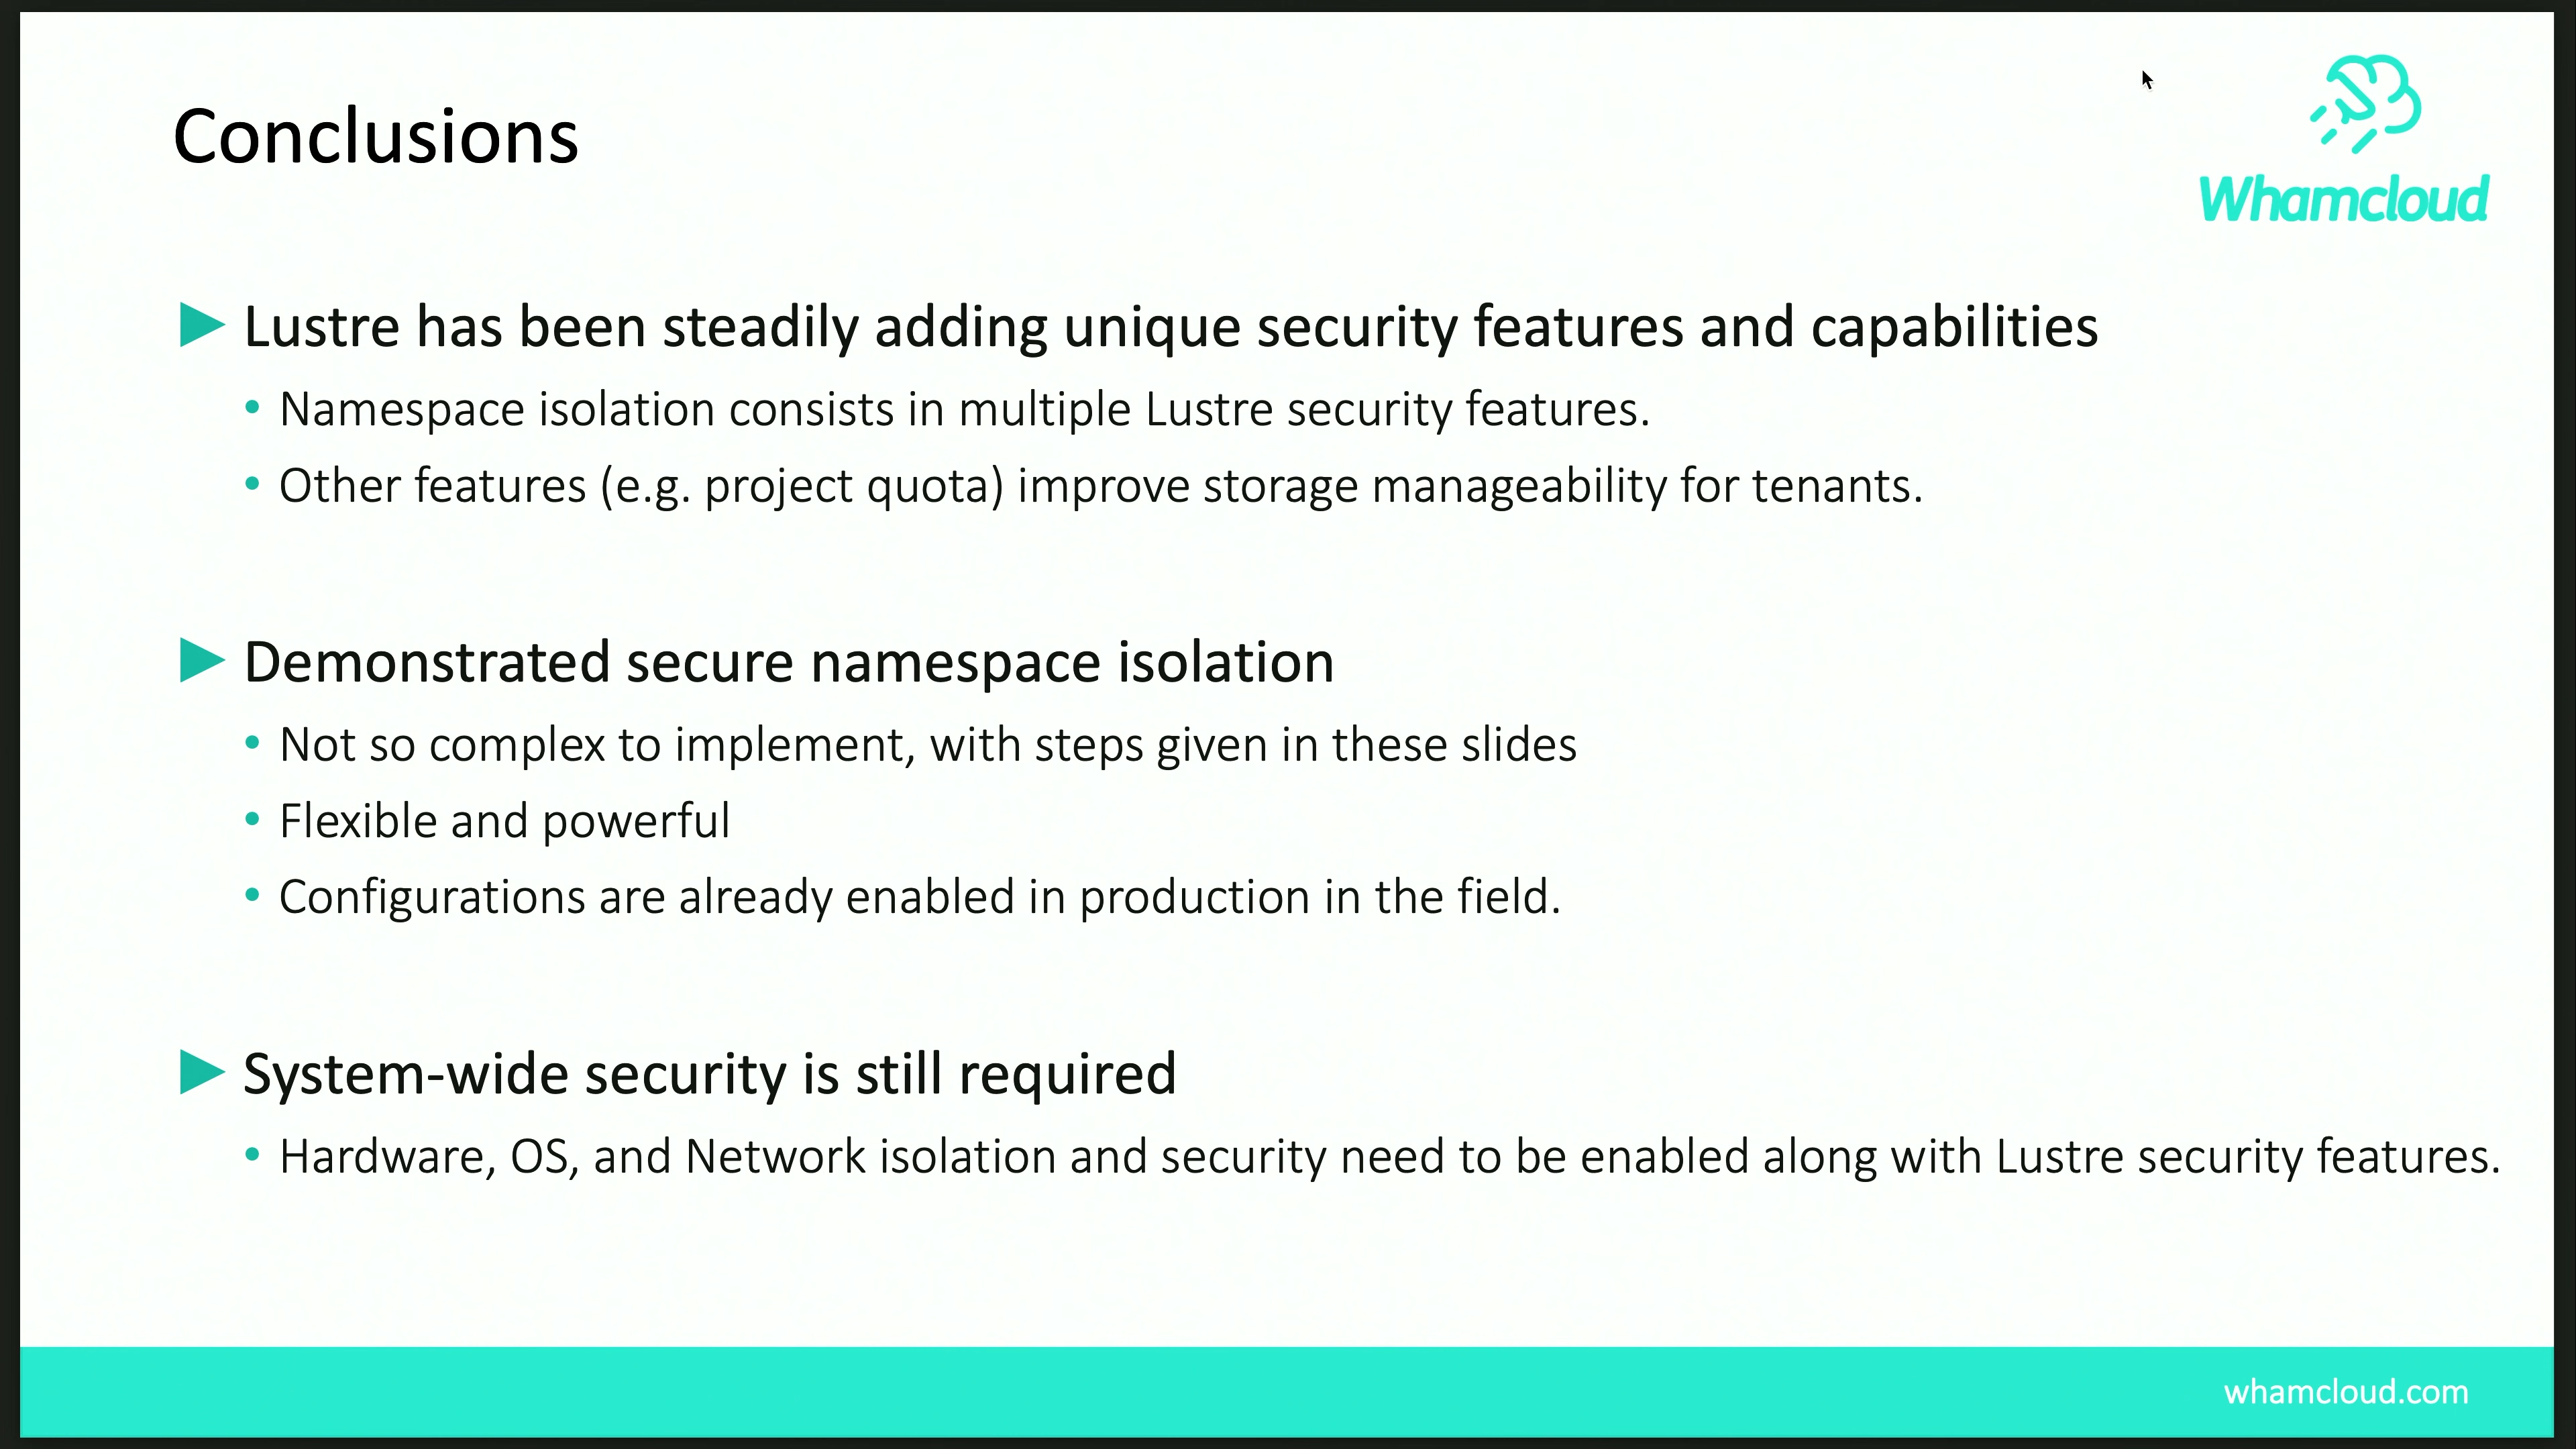 Conclusions
Whamcloud
Lustre has been steadily adding unique security features and capabilities
• Namespace isolation consists in multiple Lustre security features.
• Other features (e.g. project quota) improve storage manageability for tenants.
Demonstrated secure namespace isolation
• Not so complex to implement, with steps given in these slides
• Flexible and powerful
• Configurations are already enabled in production in the field.
System-wide security is still required
• Hardware, OS, and Network isolation and security need to be enabled along with Lustre security features.
whamcloud.com